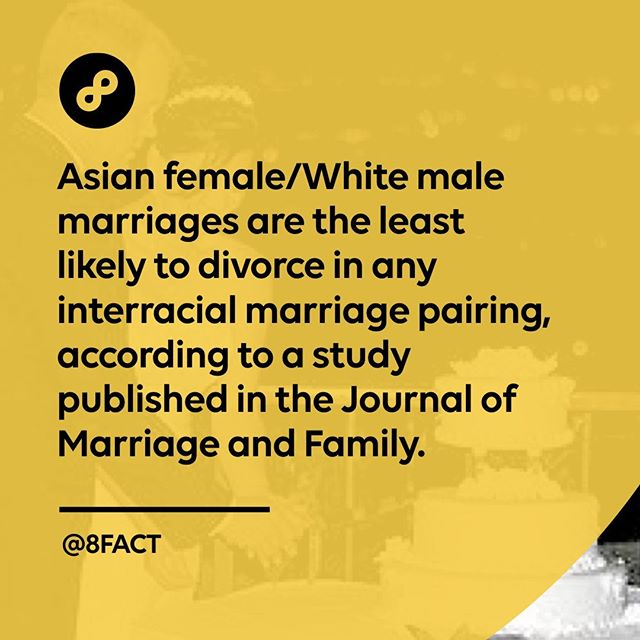 Asian female/White male
marriages are the least
likely to divorce in any
interracial marriage pairing,
according to a study
published in the Journal of
Marriage and Family.
@8FACT